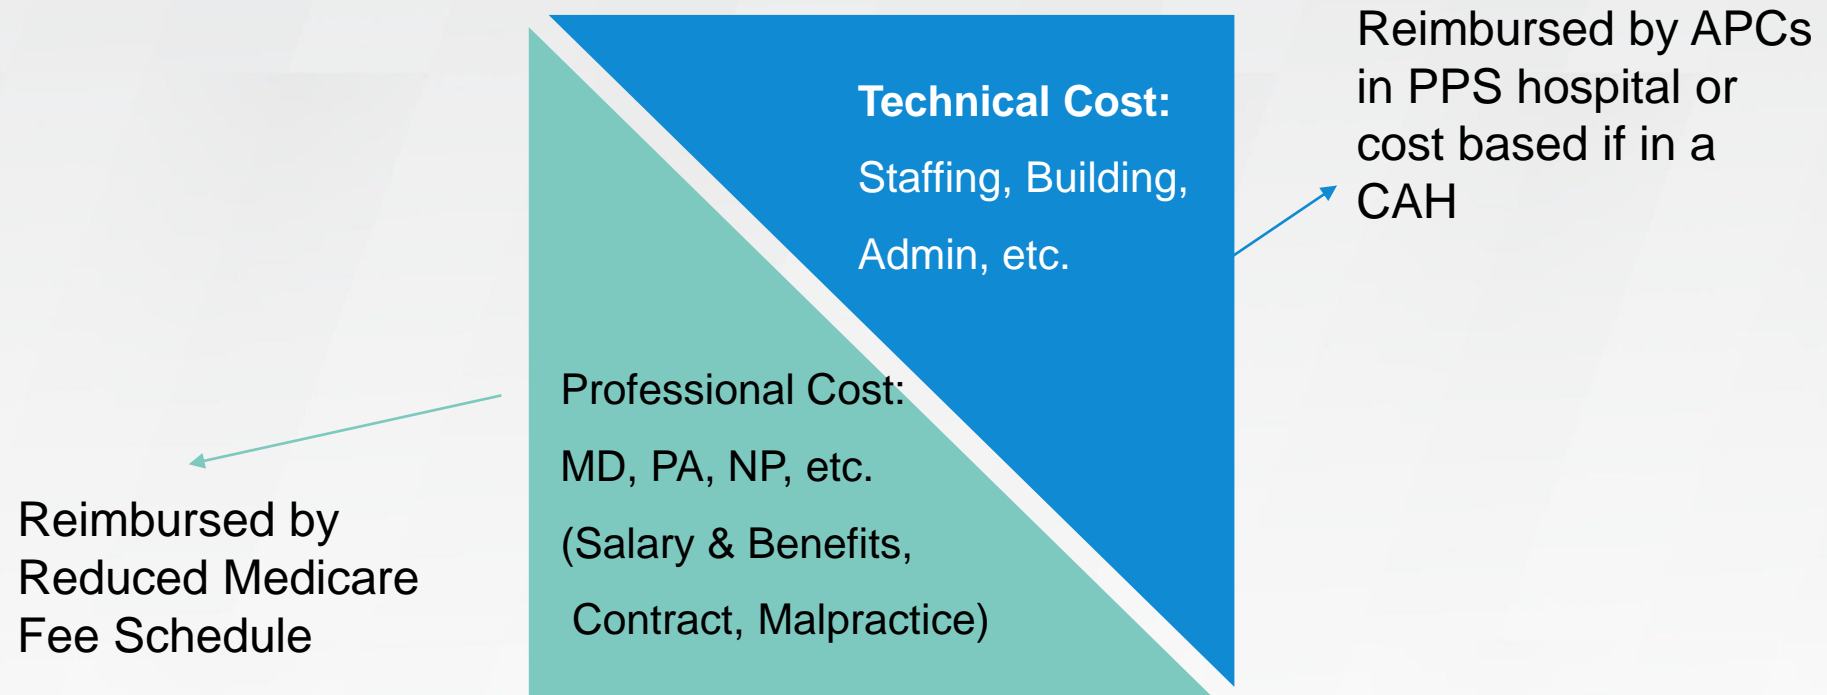 Reimbursed by APCs
in PPS hospital or
cost based if in a
CAH
Technical Cost:
Staffing, Building,
Admin, etc.
Professional Cost:
MD, PA, NP, etc.
(Salary & Benefits,
Contract, Malpractice)
Reimbursed by
Reduced Medicare
Fee Schedule